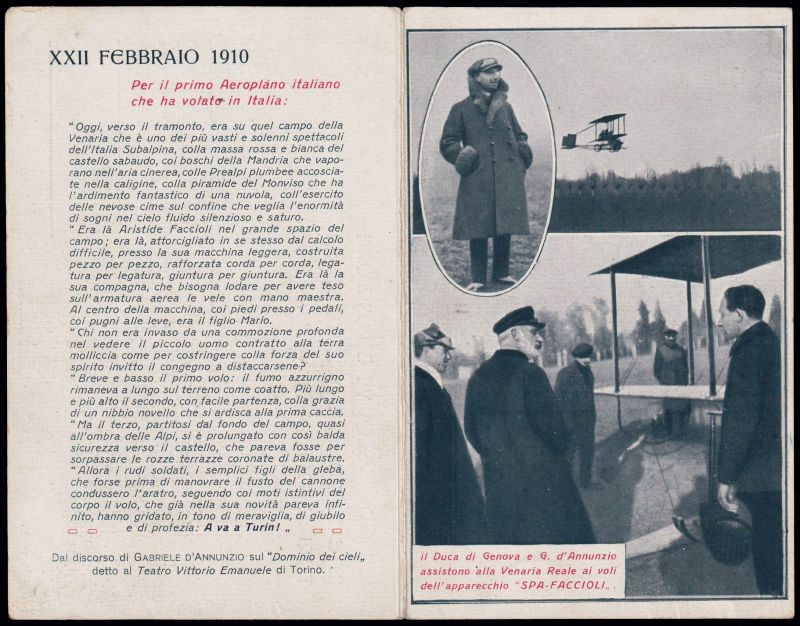 XXII FEBBRAIO 1910
Per il primo Aeroplano italiano
che ha volato in Italia:
“Oggi, verso il tramonto, era su quel campo della
Venaria che è uno dei più vasti e solenni spettacoli
dell'Italia Subalpina, colla massa rossa e bianca del
castello sabaudo, coi boschi della Mandria che vapo-
rano nell'aria cinerea, colle Prealpi plumbee accoscia-
te nella caligine, colla piramide del Monviso che ha
l'ardimento fantastico di una nuvola, coll'esercito
delle nevose cime sul confine che veglia l'enormità
di sogni nel cielo fluido silenzioso e saturo.
“Era là Aristide Faccioli nel grande spazio del
campo; era là, attorcigliato in se stesso dal calcolo
difficile, presso la sua macchina leggera, costruita
pezzo per pezzo, rafforzata corda per corda, lega-
tura per legatura, giuntura per giuntura. Era là la
sua compagna, che bisogna lodare per avere teso
sull'armatura aerea le vele con mano maestra.
Al centro della macchina, coi piedi presso i pedali,
coi pugni alle leve, era il figlio Mario.
“Chi non era invaso da una commozione profonda
nel vedere il piccolo uomo contratto alla terra
molliccia come per costringere colla forza del suo
spirito invitto il congegno a distaccarsene?
“Breve e basso il primo volo: il fumo azzurrigno
rimaneva a lungo sul terreno come coatto. Più lungo
e più alto il secondo, con facile partenza, colla grazia
di un nibbio novello che si ardisca alla prima caccia.
“Ma il terzo, partitosi dal fondo del campo, quasi
all'ombra delle Alpi, si è prolungato con così balda
sicurezza verso il castello, che pareva fosse per
sorpassare le rozze terrazze coronate di balaustre.
“Allora i rudi soldati, i semplici figli della gleba,
che forse prima di manovrare il fusto del cannone
condussero l'aratro, seguendo coi moti istintivi del
corpo il volo, che già nella sua novità pareva infi-
nito, hanno gridato, in tono di meraviglia, di giubilo
e di profezia: A va a Turin! „
Dal discorso di GABRIELE D'ANNUNZIO sul “Dominio dei cieli„
detto al Teatro Vittorio Emanuele di Torino.
il Duca di Genova e G. d'Annunzio
assistono alla Venaria Reale ai voli
dell'apparecchio “SPA-FACCIOLI„.